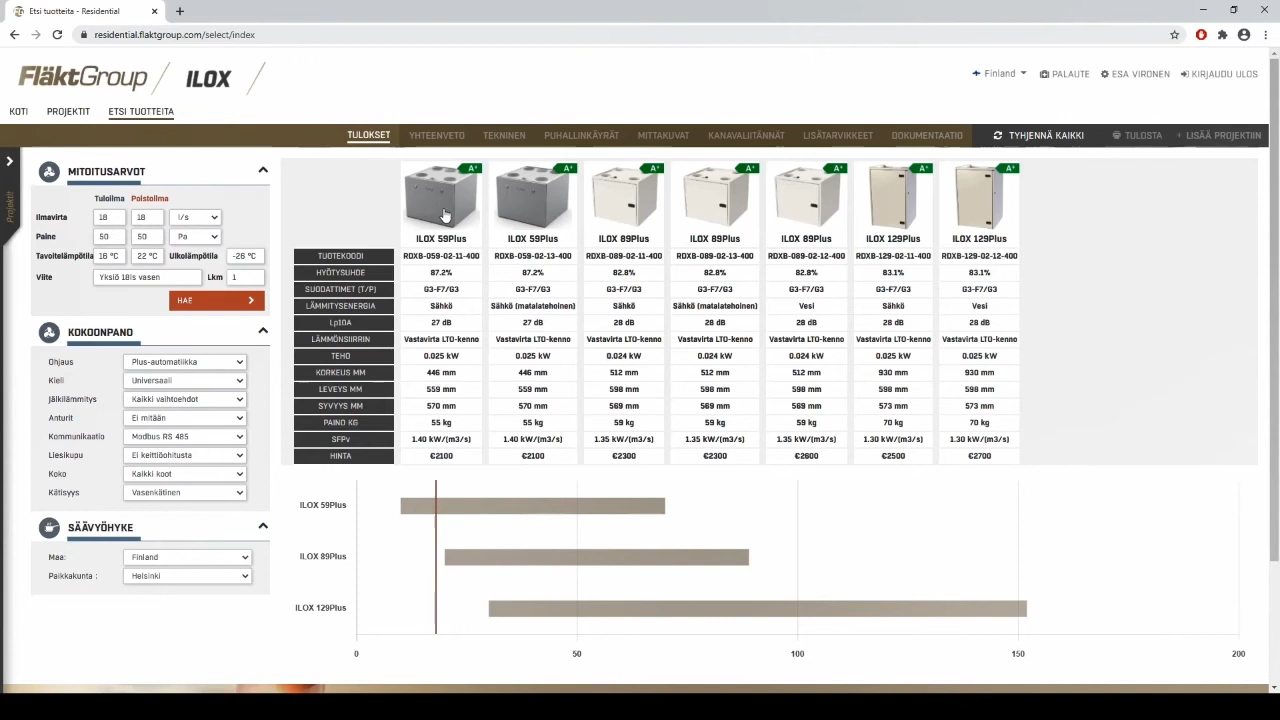 Etsi tuotteita - Residential
residential.flaktgroup.com/select/index
FläktGroup ILOX
Finland PALAUTE ESA VIRONEN KIRJAUDU ULOS
KOTI PROJEKTIT ETSI TUOTTEITA
TULOKSET YHTEENVETO TEKNINEN PUHALLINKÄYRÄT MITTAKUVAT KANAVALIITÄNNÄT LISÄTARVIKKEET DOKUMENTAATIO TYHJENNÄ KAIKKI TULOSTA + LISÄÄ PROJEKTIIN
Projektit
MITOITUSARVOT
Tuloilma Poistoilma
Ilmavirta 18 18 l/s
Paine 50 50 Pa
Tavoitelämpötila 18 °C 22 °C Ulkolämpötila -26 °C
Viite Yksiö 18ls vasen Lkm 1
HAE
KOKOONPANO
Ohjaus Plus-automatiikka
Kieli Universaali
Jälkilämmitys Kaikki vaihtoehdot
Anturit Ei mitään
Kommunikaatio Modbus RS 485
Liesikupu Ei keittiöohitusta
Koko Kaikki koot
Kätisyys Vasenkätinen
SÄÄVYÖHYKE
Maa: Finland
Paikkakunta : Helsinki
A+ A+ A+ A+ A+ A+ A+
ILOX 59Plus ILOX 59Plus ILOX 89Plus ILOX 89Plus ILOX 89Plus ILOX 129Plus ILOX 129Plus
TUOTEKOODI RDXB-059-02-11-400 RDXB-059-02-13-400 RDXB-089-02-11-400 RDXB-089-02-13-400 RDXB-089-02-12-400 RDXB-129-02-11-400 RDXB-129-02-12-400
HYÖTYSUHDE 87.2% 87.2% 82.8% 82.8% 82.8% 83.1% 83.1%
SUODATTIMET (T/P) G3-F7/G3 G3-F7/G3 G3-F7/G3 G3-F7/G3 G3-F7/G3 G3-F7/G3 G3-F7/G3
LÄMMITYSENERGIA Sähkö Sähkö (matalatehoinen) Sähkö Sähkö (matalatehoinen) Vesi Sähkö Vesi
Lp10A 27 dB 27 dB 28 dB 28 dB 28 dB 28 dB 28 dB
LÄMMÖNSIIRRIN Vastavirta LTO-kenno Vastavirta LTO-kenno Vastavirta LTO-kenno Vastavirta LTO-kenno Vastavirta LTO-kenno Vastavirta LTO-kenno Vastavirta LTO-kenno
TEHO 0.025 kW 0.025 kW 0.024 kW 0.024 kW 0.024 kW 0.025 kW 0.025 kW
KORKEUS MM 446 mm 446 mm 512 mm 512 mm 512 mm 930 mm 930 mm
LEVEYS MM 559 mm 559 mm 598 mm 598 mm 598 mm 598 mm 598 mm
SYVYYS MM 570 mm 570 mm 569 mm 569 mm 569 mm 573 mm 573 mm
PAINO KG 55 kg 55 kg 59 kg 59 kg 59 kg 70 kg 70 kg
SFPv 1.40 kW/(m3/s) 1.40 kW/(m3/s) 1.35 kW/(m3/s) 1.35 kW/(m3/s) 1.35 kW/(m3/s) 1.30 kW/(m3/s) 1.30 kW/(m3/s)
HINTA €2100 €2100 €2300 €2300 €2600 €2500 €2700
ILOX 59Plus
ILOX 89Plus
ILOX 129Plus
0 50 100 150 200